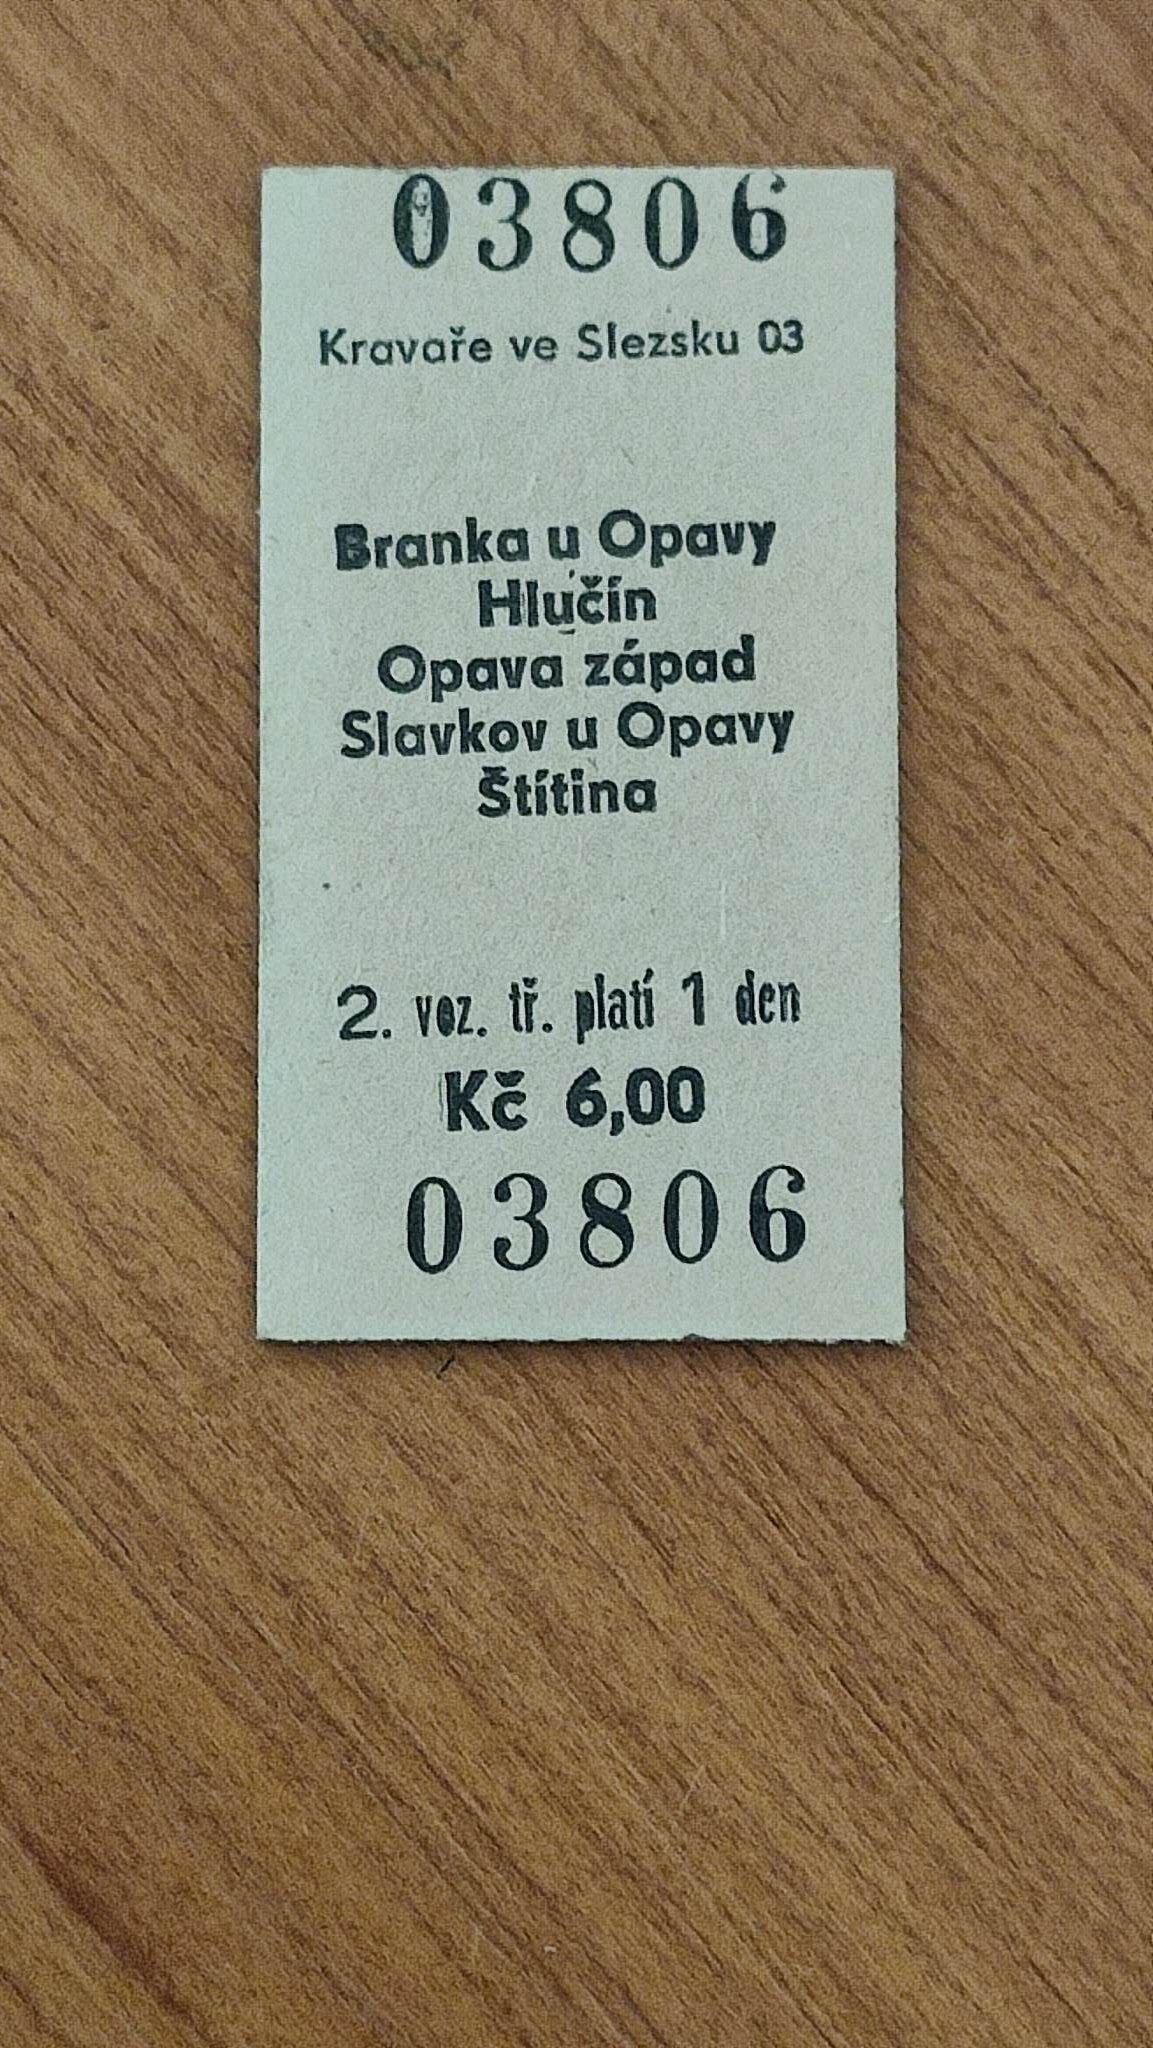 03806
Kravaře ve Slezsku 03
Branka u Opavy
Hlučín
Opava západ
Slavkov u Opavy
Štítina
2. voz. tř. platí 1 den
Kč 6,00
03806